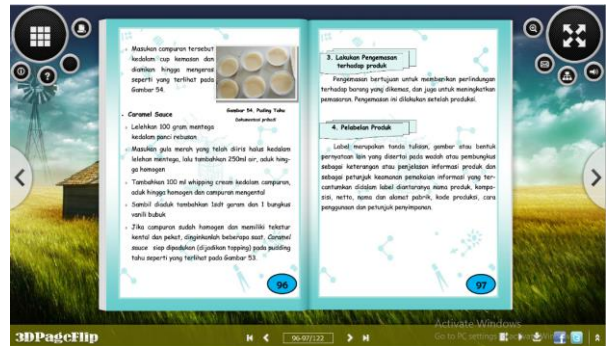 Masukan campuran tersebut
kedalam cup kemasan dan
diamkan hingga mengeras
seperti yang terlihat pada
Gambar 54.
Gambar 54. Puding Tahu
(dokumentasi pribadi)
Caramel Sauce
Lelehkan 100 gram mentega
kedalam panci rebusan
Masukan gula merah yang telah diiris halus kedalam
lelehan mentega, lalu tambahkan 250ml air, aduk hing-
ga homogen
Tambahkan 100 ml whipping cream kedalam campuran,
aduk hingga homogen dan campuran mengental
Sambil diaduk tambahkan 1sdt garam dan 1 bungkus
vanili bubuk
Jika campuran sudah homogen dan memiliki tekstur
kental dan pekat, dinginkanlah beberapa saat. Caramel
sauce siap dipadukan (dijadikan topping) pada pudding
tahu seperti yang terlihat pada Gambar 53.
96
3. Lakukan Pengemasan
terhadap produk
Pengemasan bertujuan untuk memberikan perlindungan
terhadap barang yang dikemas, dan juga untuk meningkatkan
pemasaran. Pengemasan ini dilakukan setelah produksi.
4. Pelabelan Produk
Label merupakan tanda tulisan, gambar atau bentuk
pernyataan lain yang disertai pada wadah atau pembungkus
sebagai keterangan atau penjelasan informasi produk dan
sebagai petunjuk keamanan pemakaian informasi yang ter-
cantumkan didalam label diantaranya nama produk, kompo-
sisi, netto, nama dan alamat pabrik, kode produksi, cara
penggunaan dan petunjuk penyimpanan.
97
Activate Windows
Go to PC settings
3DPageFlip
96-97/122